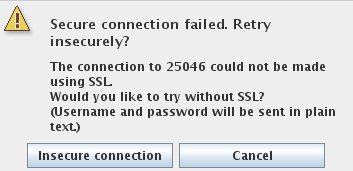 Secure connection failed. Retry
insecurely?
The connection to 25046 could not be made
using SSL.
Would you like to try without SSL?
(Username and password will be sent in plain
text.)
Insecure connection
Cancel